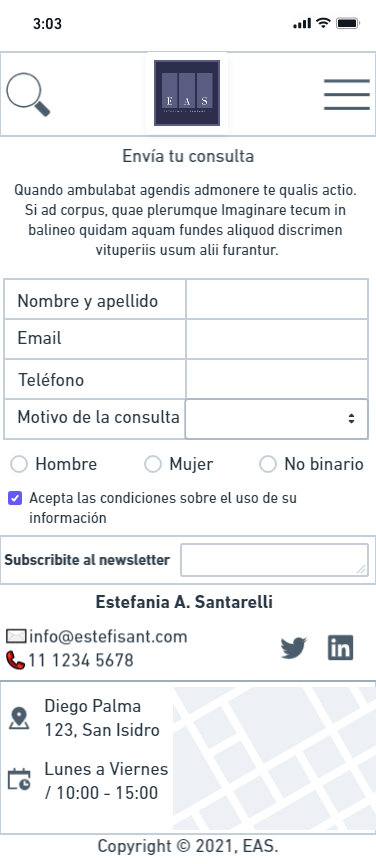 3:03
E A S
Envía tu consulta
Quando ambulabat agendis admonere te qualis actio.
Si ad corpus, quae plerumque Imaginare tecum in
balineo quidam aquam fundes aliquod discrimen
vituperiis usum alii furantur.
Nombre y apellido
Email
Teléfono
Motivo de la consulta
Hombre
Mujer
No binario
Acepta las condiciones sobre el uso de su
información
Subscribite al newsletter
Estefania A. Santarelli
info@estefisant.com
11 1234 5678
Diego Palma
123, San Isidro
Lunes a Viernes
/ 10:00 - 15:00
Copyright © 2021, EAS.